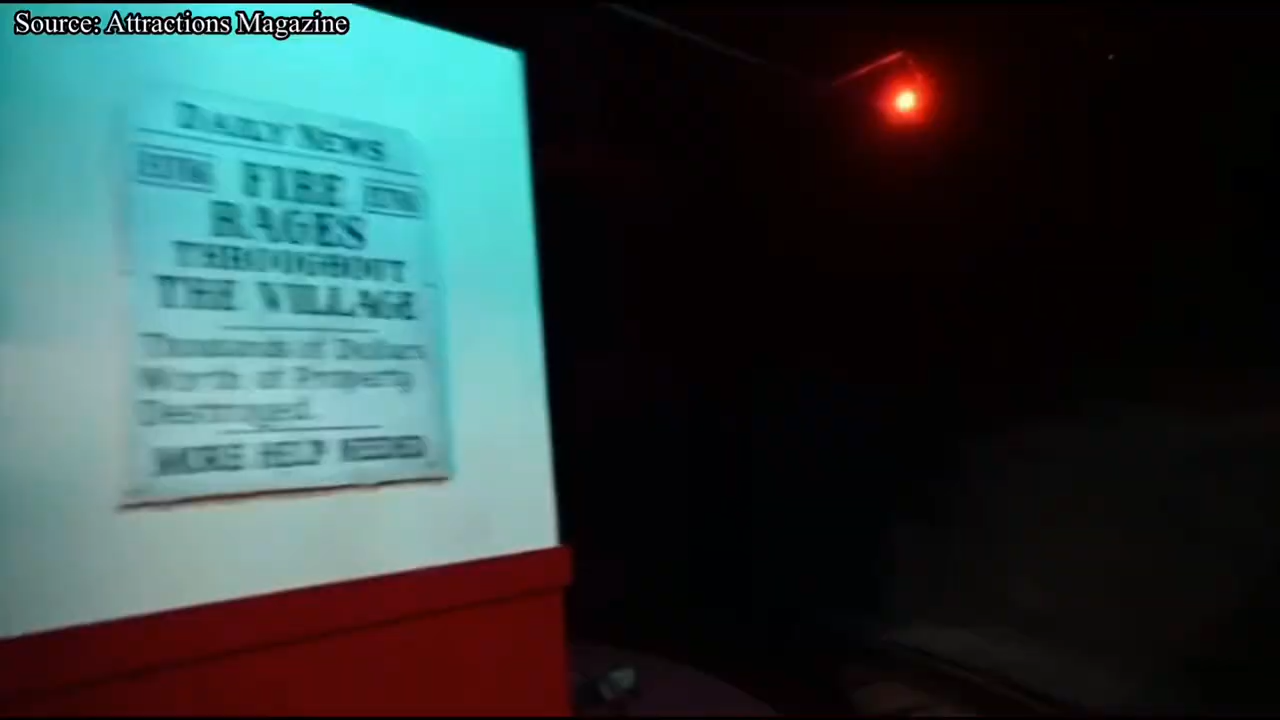 Source: Attractions Magazine
DAILY NEWS
FIRE
RAGES
THROUGHOUT
THE VILLAGE
Thousands of Dollars
Worth of Property
Destroyed.
MORE HELP NEEDED